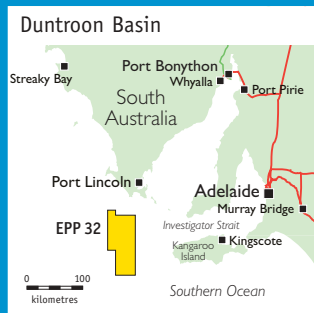 Duntroon Basin
Port Bonython
Streaky Bay
Whyalla
Port Pirie
South
Australia
Port Lincoln
Adelaide
Murray Bridge
EPP 32
Investigator Strait
Kangaroo
Island
Kingscote
0 100
kilometres
Southern Ocean